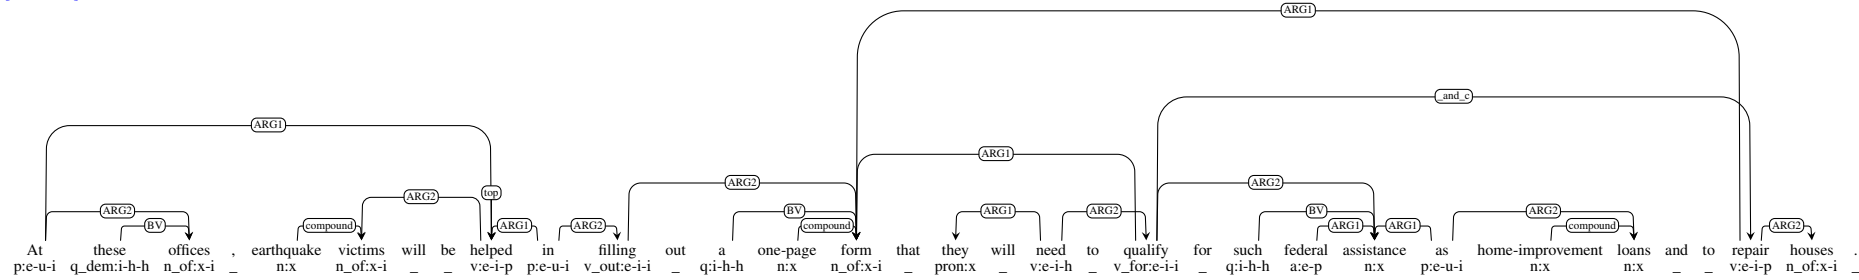 ARG1
_and_c
ARG1
ARG1
top
ARG2
ARG2
ARG2
ARG2 BV compound ARG1 ARG2 BV compound ARG1 ARG2 BV ARG1 ARG1 ARG2 compound ARG2
At these offices , earthquake victims will be helped in filling out a one-page form that they will need to qualify for such federal assistance as home-improvement loans and to repair houses .
p:e-u-i q_dem:i-h-h n_of:x-i _ n:x n_of:x-i _ _ v:e-i-p p:e-u-i v_out:e-i-i _ q:i-h-h n:x n_of:x-i _ pron:x _ v:e-i-h _ v_for:e-i-i _ q:i-h-h a:e-p n:x p:e-u-i n:x n:x _ _ v:e-i-p n_of:x-i _